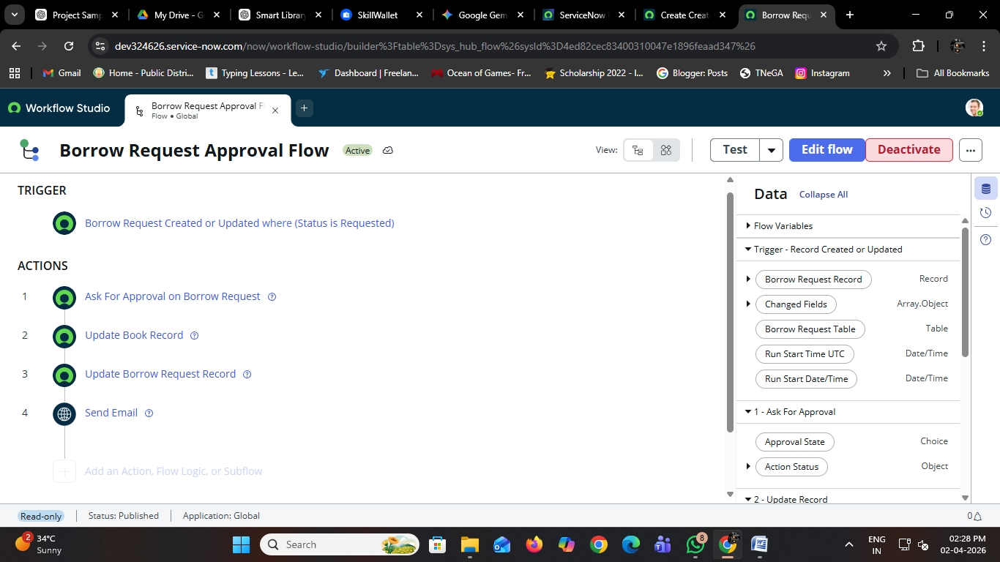 Project Samp
My Drive - G
Smart Librar
SkillWallet
Google Gem
ServiceNow
Create Creat
Borrow Requ
dev324626.service-now.com/now/workflow-studio/builder%3Ftable%3Dsys_hub_flow%26sysId%3D4ed82cec83400310047e1896feaad347%26
Gmail
Home - Public Distri...
Typing Lessons - Le...
Dashboard | Freelan...
Ocean of Games- Fr...
Scholarship 2022 - I...
Blogger: Posts
TNeGA
Instagram
»
All Bookmarks
Workflow Studio
Borrow Request Approval F
Flow • Global
Borrow Request Approval Flow
Active
View:
Test
Edit flow
Deactivate
TRIGGER
Borrow Request Created or Updated where (Status is Requested)
ACTIONS
1 Ask For Approval on Borrow Request
2 Update Book Record
3 Update Borrow Request Record
4 Send Email
Add an Action, Flow Logic, or Subflow
Data Collapse All
Flow Variables
Trigger - Record Created or Updated
Borrow Request Record Record
Changed Fields Array.Object
Borrow Request Table Table
Run Start Time UTC Date/Time
Run Start Date/Time Date/Time
1 - Ask For Approval
Approval State Choice
Action Status Object
2 - Update Record
Read-only
Status: Published
Application: Global
0
2
34°C
Sunny
Search
8
ENG
IN
02:28 PM
02-04-2026